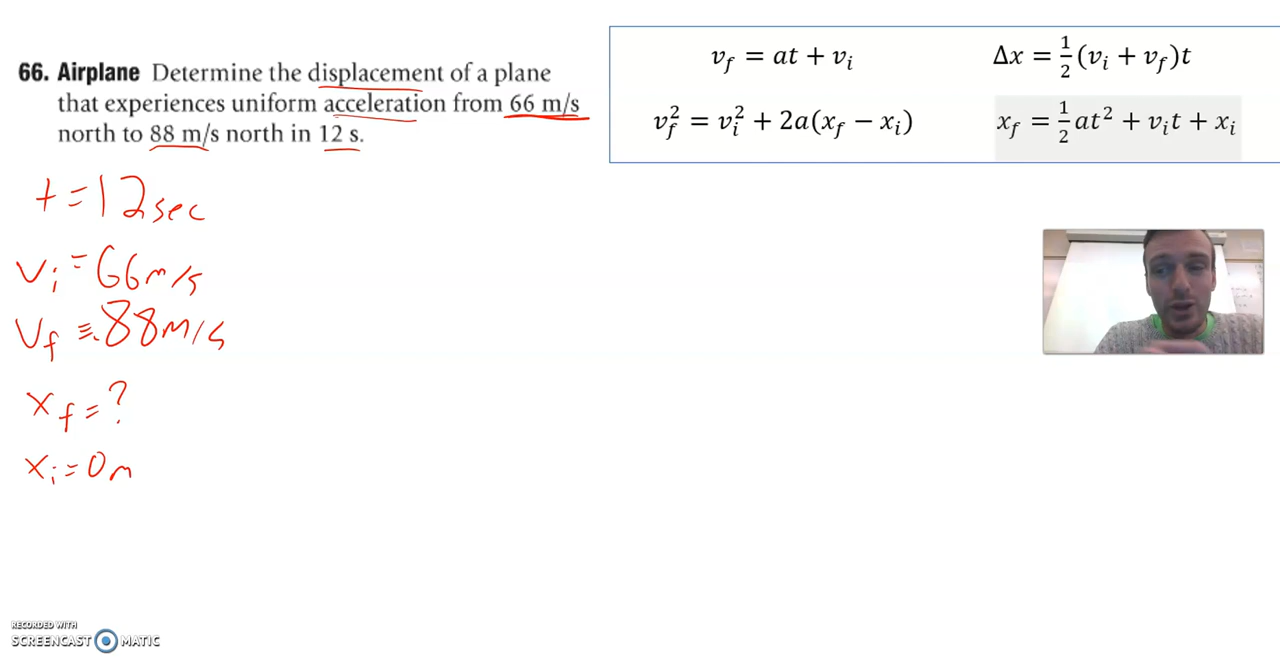 66. Airplane Determine the displacement of a plane
that experiences uniform acceleration from 66 m/s
north to 88 m/s north in 12 s.
v_f = at + v_i
Δx = \frac{1}{2}(v_i + v_f)t
v_f^2 = v_i^2 + 2a(x_f − x_i)
x_f = \frac{1}{2}at^2 + v_i t + x_i
t = 12 sec
v_i = 66 m/s
v_f = 88 m/s
x_f = ?
x_i = 0 m
RECORDED WITH
SCREENCAST MATIC